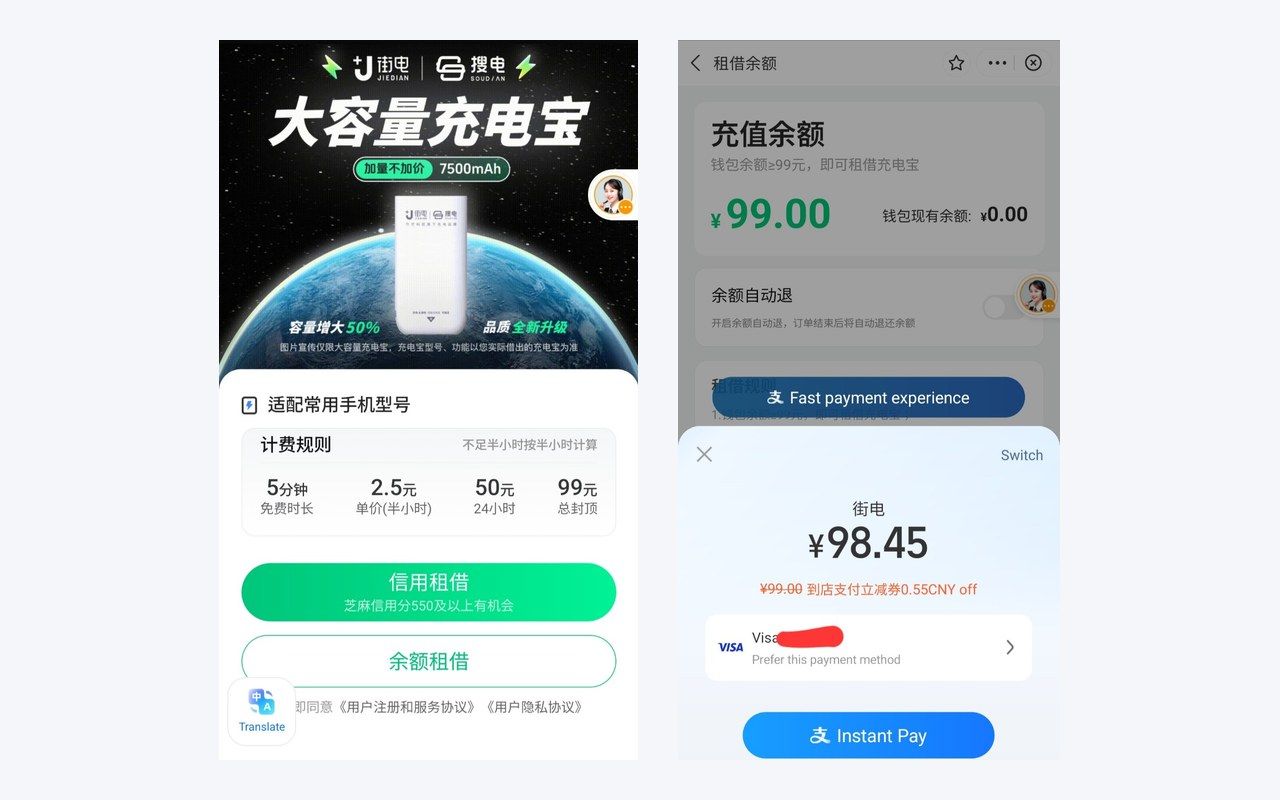 街电 JIEDIAN | 搜电 SOUDIAN
大容量充电宝
加量不加价 7500mAh
街电 | 搜电
容量增大50% 品质全新升级
图片宣传仅限大容量充电宝，充电宝型号、功能以您实际借出的充电宝为准
适配常用手机型号
计费规则 不足半小时按半小时计算
5分钟 2.5元 50元 99元
免费时长 单价(半小时) 24小时 总封顶
信用租借
芝麻信用分550及以上有机会
余额租借
即同意《用户注册和服务协议》《用户隐私协议》
Translate
租借余额
充值余额
钱包余额≥99元，即可租借充电宝
¥99.00 钱包现有余额: ¥0.00
余额自动退
开启余额自动退，订单结束后将自动退还余额
租借规则
Fast payment experience
Switch
街电
¥98.45
¥99.00 到店支付立减券0.55CNY off
VISA Visa
Prefer this payment method
支 Instant Pay